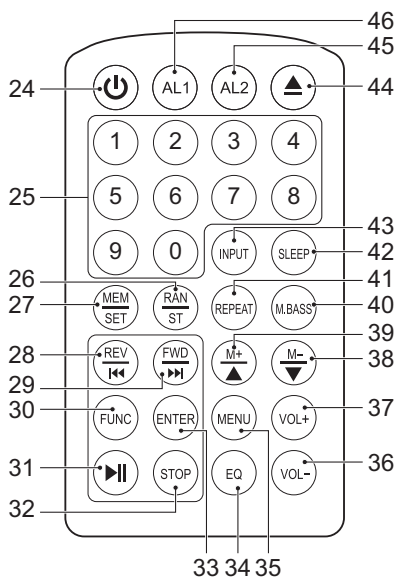 46
45
24 AL1 AL2 44
1 2 3 4
25 5 6 7 8
9 0 INPUT SLEEP 43
42
26 41
27 MEM SET RAN ST REPEAT M.BASS 40
39
28 REV FWD M+ M- 38
29
30 FUNC ENTER MENU VOL+ 37
31 STOP EQ VOL- 36
32
33 34 35